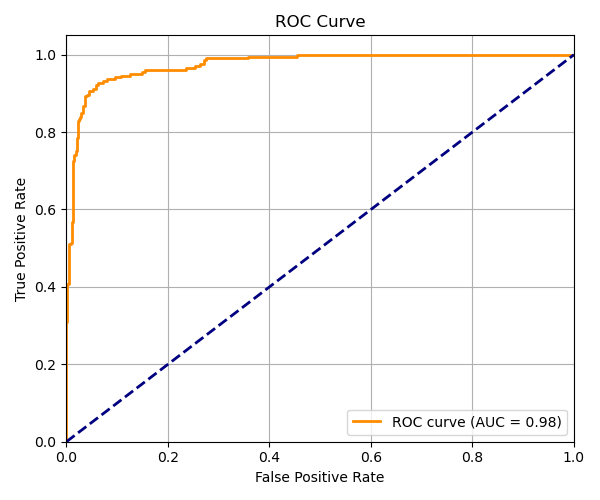 ROC Curve
1.0
0.8
0.6
0.4
0.2
0.0
True Positive Rate
0.0 0.2 0.4 0.6 0.8 1.0
False Positive Rate
ROC curve (AUC = 0.98)